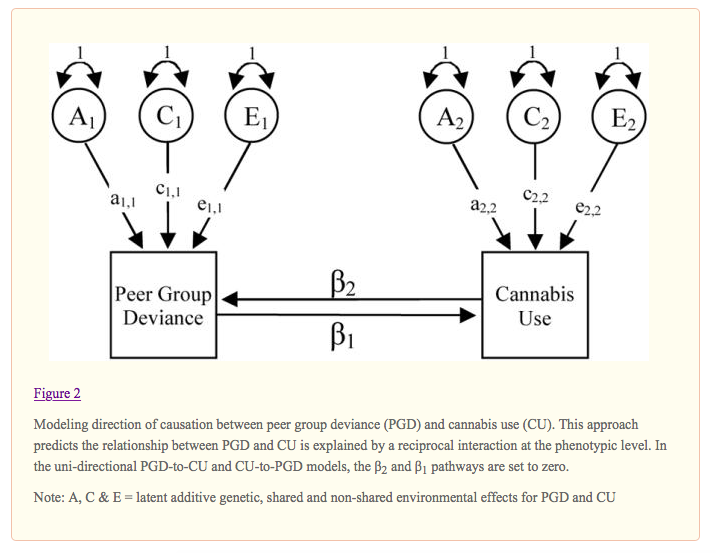 1 1 1 1 1 1
A1 C1 E1 A2 C2 E2
a1,1 c1,1 e1,1 a2,2 c2,2 e2,2
β2
Peer Group
Deviance
Cannabis
Use
β1
Figure 2
Modeling direction of causation between peer group deviance (PGD) and cannabis use (CU). This approach
predicts the relationship between PGD and CU is explained by a reciprocal interaction at the phenotypic level. In
the uni-directional PGD-to-CU and CU-to-PGD models, the β2 and β1 pathways are set to zero.
Note: A, C & E = latent additive genetic, shared and non-shared environmental effects for PGD and CU